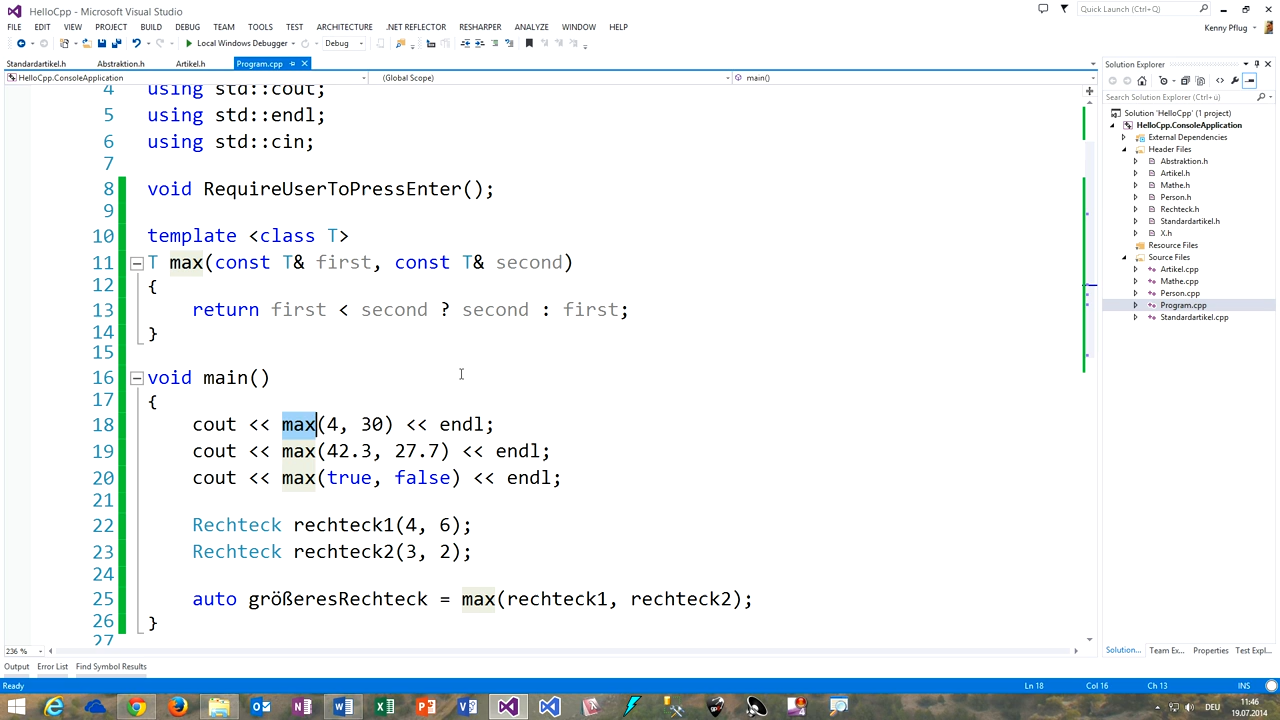 HelloCpp - Microsoft Visual Studio
Quick Launch (Ctrl+Q)
FILE EDIT VIEW PROJECT BUILD DEBUG TEAM TOOLS TEST ARCHITECTURE .NET REFLECTOR RESHARPER ANALYZE WINDOW HELP
Kenny Pflug
Local Windows Debugger Debug
Standardartikel.h Abstraktion.h Artikel.h Program.cpp
Solution Explorer
HelloCpp.ConsoleApplication (Global Scope) main()
Search Solution Explorer (Ctrl+ü)
Solution 'HelloCpp' (1 project)
HelloCpp.ConsoleApplication
External Dependencies
Header Files
Abstraktion.h
Artikel.h
Mathe.h
Person.h
Rechteck.h
Standardartikel.h
X.h
Resource Files
Source Files
Artikel.cpp
Mathe.cpp
Person.cpp
Program.cpp
Standardartikel.cpp
4 using std::cout;
5 using std::endl;
6 using std::cin;
7
8 void RequireUserToPressEnter();
9
10 template <class T>
11 T max(const T& first, const T& second)
12 {
13 return first < second ? second : first;
14 }
15
16 void main()
17 {
18 cout << max(4, 30) << endl;
19 cout << max(42.3, 27.7) << endl;
20 cout << max(true, false) << endl;
21
22 Rechteck rechteck1(4, 6);
23 Rechteck rechteck2(3, 2);
24
25 auto größeresRechteck = max(rechteck1, rechteck2);
26 }
27
236 %
Solution... Team Ex... Properties Test Expl...
Output Error List Find Symbol Results
Ready Ln 18 Col 16 Ch 13 INS
DEU 11:46
19.07.2014